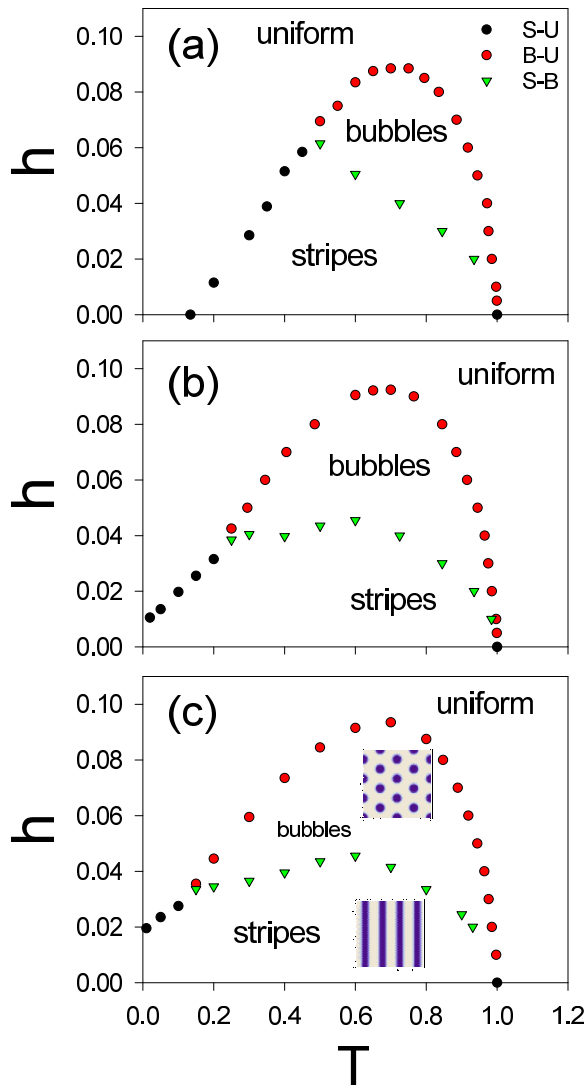 (a) uniform
S-U
B-U
S-B
bubbles
stripes
h
0.10
0.08
0.06
0.04
0.02
0.00
(b) uniform
bubbles
stripes
h
0.10
0.08
0.06
0.04
0.02
0.00
(c) uniform
bubbles
stripes
h
0.10
0.08
0.06
0.04
0.02
0.00
0.0 0.2 0.4 0.6 0.8 1.0 1.2
T